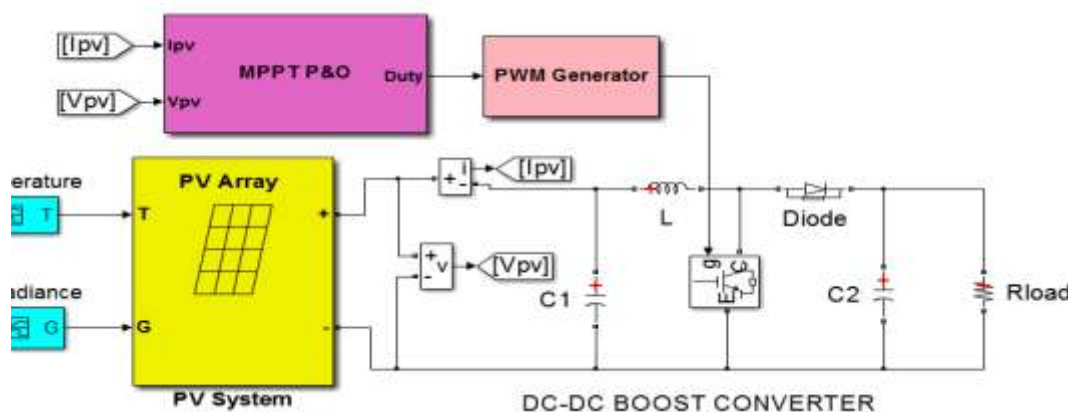 [Ipv]
Ipv
MPPT P&O
Duty
PWM Generator
[Vpv]
Vpv
i
+
-
[Ipv]
erature
PV Array
T
T
+
L
Diode
+
-
v
[Vpv]
g
C
E
C1
C2
Rload
adiance
G
G
-
PV System
DC-DC BOOST CONVERTER